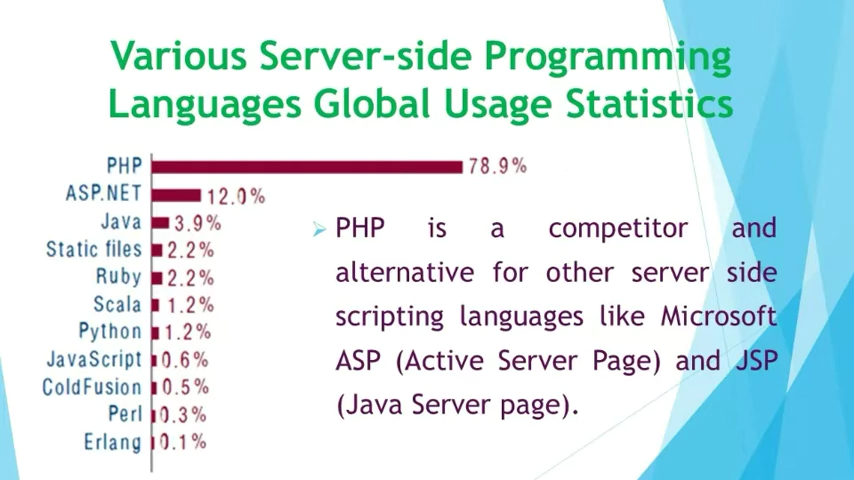 Various Server-side Programming
Languages Global Usage Statistics
PHP 78.9%
ASP.NET 12.0%
Java 3.9%
Static files 2.2%
Ruby 2.2%
Scala 1.2%
Python 1.2%
JavaScript 0.6%
ColdFusion 0.5%
Perl 0.3%
Erlang 0.1%
PHP is a competitor and
alternative for other server side
scripting languages like Microsoft
ASP (Active Server Page) and JSP
(Java Server page).